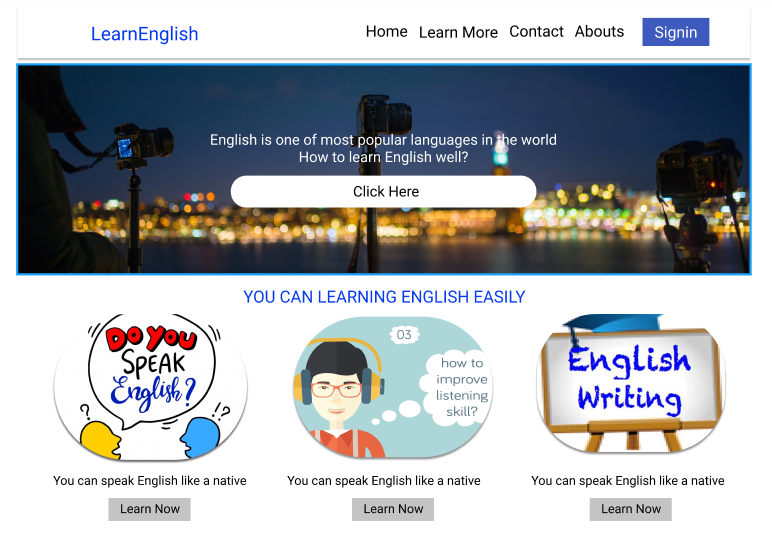 LearnEnglish
Home Learn More Contact Abouts Signin
English is one of most popular languages in the world
How to learn English well?
Click Here
YOU CAN LEARNING ENGLISH EASILY
DO YOU
SPEAK
English?
? !?
03
how to
improve
listening
skill?
English
Writing
You can speak English like a native
You can speak English like a native
You can speak English like a native
Learn Now
Learn Now
Learn Now